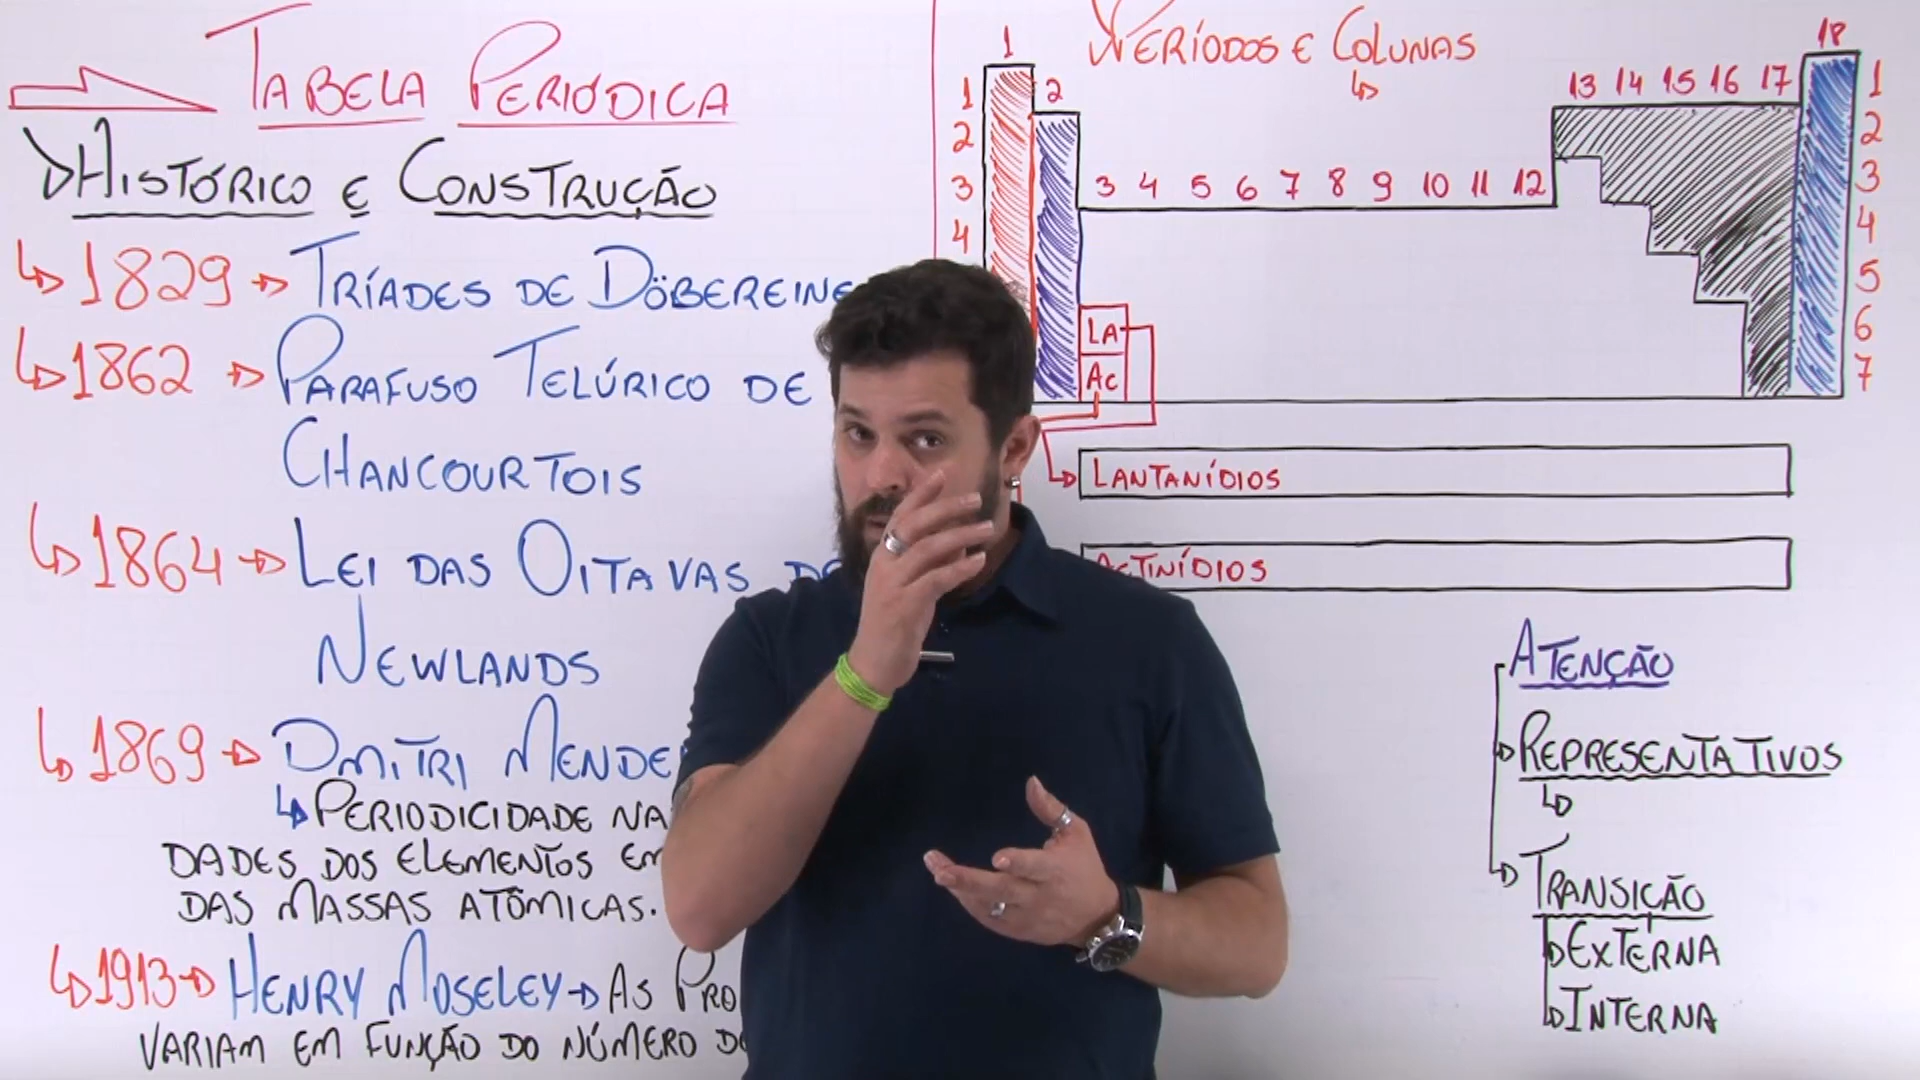 TABELA PERIÓDICA
HISTÓRICO E CONSTRUÇÃO
1829 TRÍADES DE DÖBEREINE
1862 PARAFUSO TELÚRICO DE
CHANCOURTOIS
1864 LEI DAS OITAVAS DE
NEWLANDS
1869 DMITRI MENDE
PERIODICIDADE NA
DADES DOS ELEMENTOS EM
DAS MASSAS ATÔMICAS.
1913 HENRY MOSELEY AS PRO
VARIAM EM FUNÇÃO DO NÚMERO DE
PERÍODOS E COLUNAS
1 18
1 2 13 14 15 16 17 1
2 2
3 3 4 5 6 7 8 9 10 11 12 3
4 4
5
LA 6
AC 7
LANTANÍDIOS
ACTINÍDIOS
ATENÇÃO
REPRESENTATIVOS
TRANSIÇÃO
EXTERNA
INTERNA